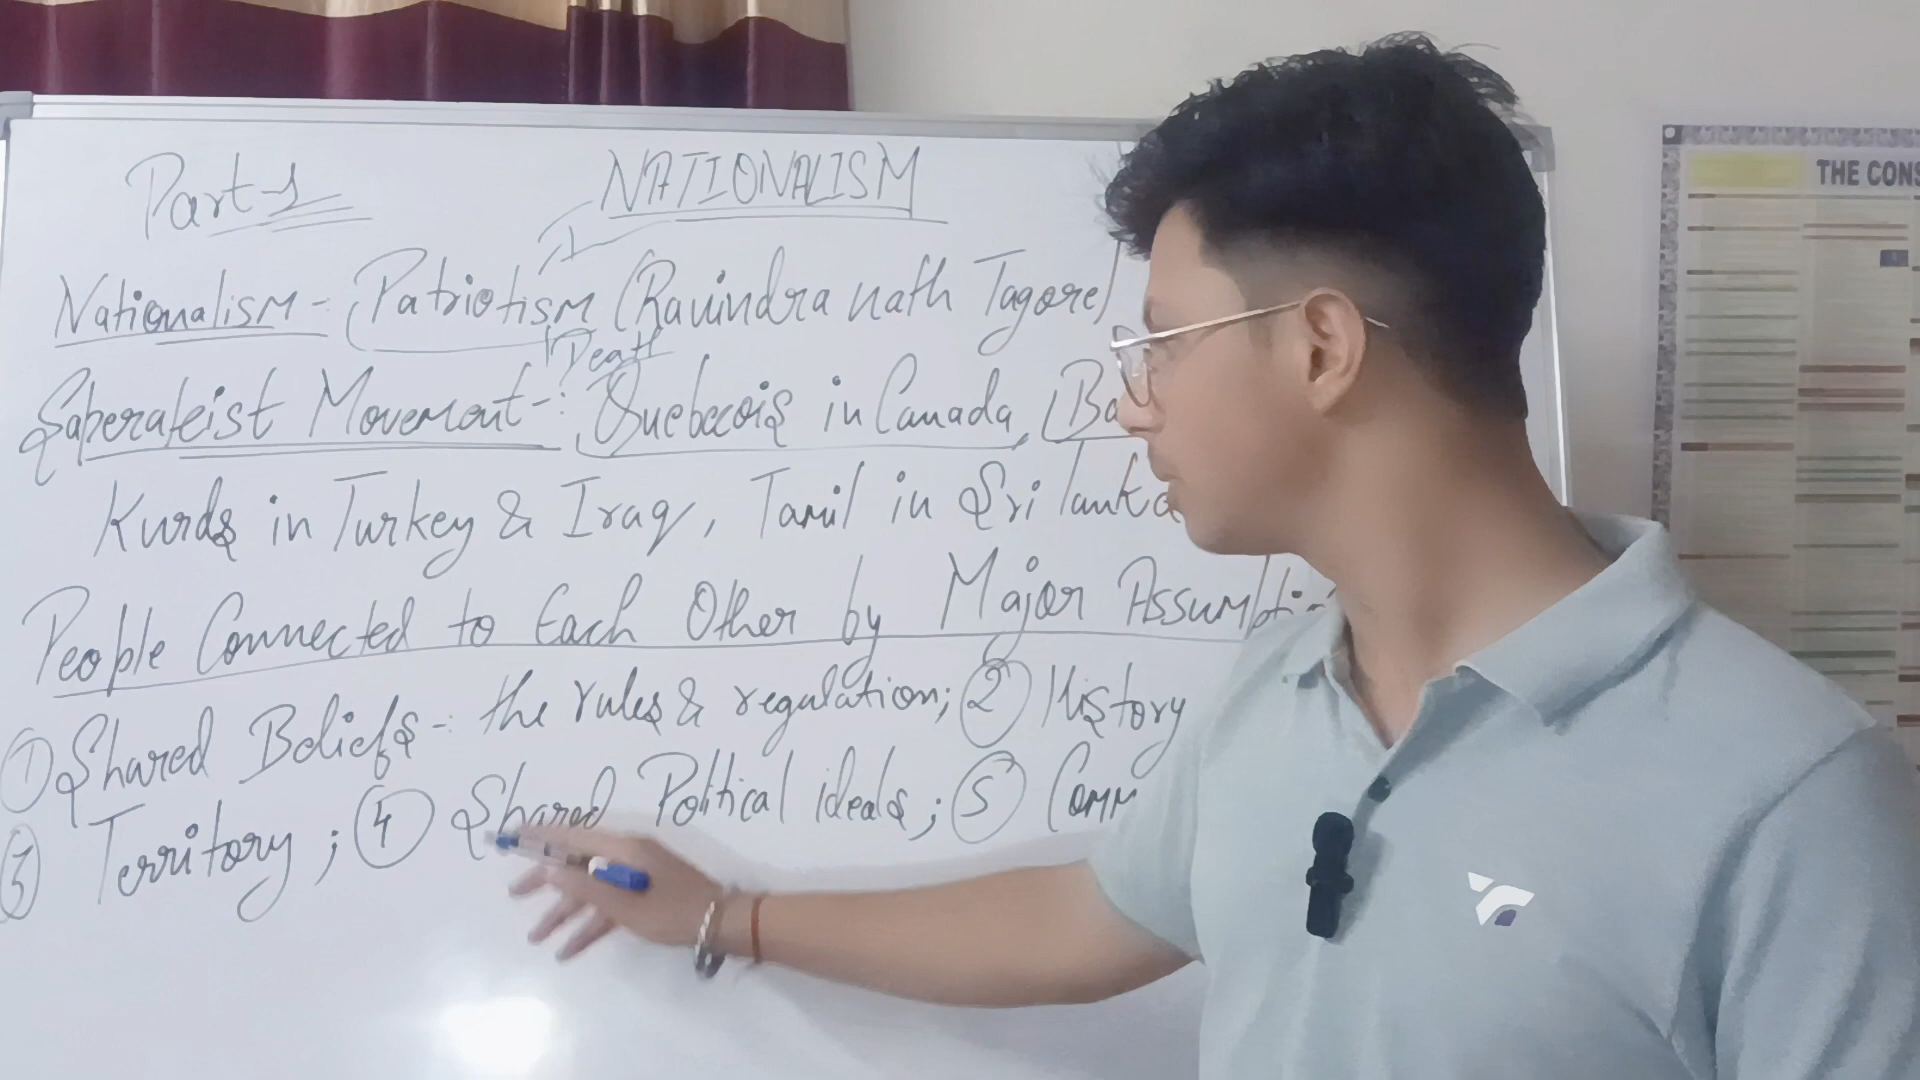 Part-1
NATIONALISM
Nationalism - Patriotism (Ravindra nath Tagore)
Death
Saperateist Movement -: Quebecois in Canada, (Ba
Kurds in Turkey & Iraq, Tamil in Sri lanka
People Connected to Each Other by Major Assumpti
① Shared Beliefs -: the rules & regulation; ② History
③ Territory ; ④ Shared Political ideals; ⑤ Comm
THE CONS